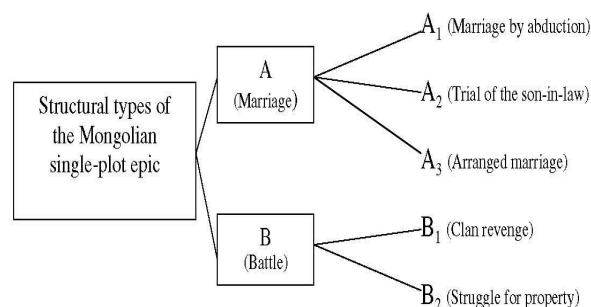 Structural types of
the Mongolian
single-plot epic
A
(Marriage)
A₁ (Marriage by abduction)
A₂ (Trial of the son-in-law)
A₃ (Arranged marriage)
B
(Battle)
B₁ (Clan revenge)
B₂ (Struggle for property)